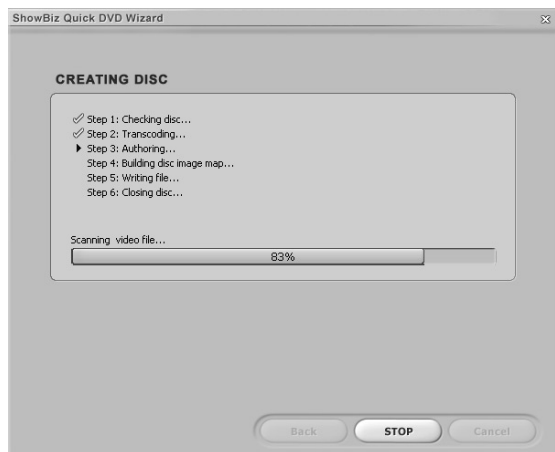 ShowBiz Quick DVD Wizard
CREATING DISC
Step 1: Checking disc...
Step 2: Transcoding...
Step 3: Authoring...
Step 4: Building disc image map...
Step 5: Writing file...
Step 6: Closing disc...
Scanning video file...
83%
Back STOP Cancel